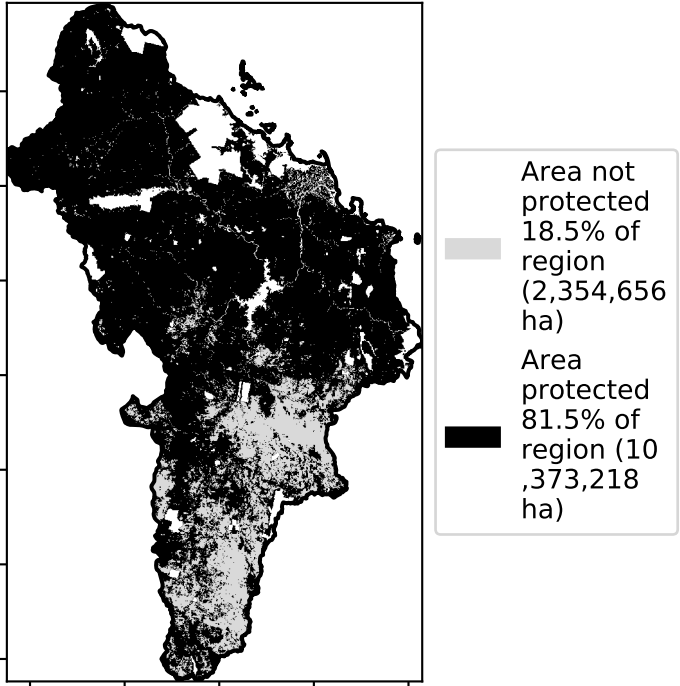 Area not
protected
18.5% of
region
(2,354,656
ha)
Area
protected
81.5% of
region (10
,373,218
ha)